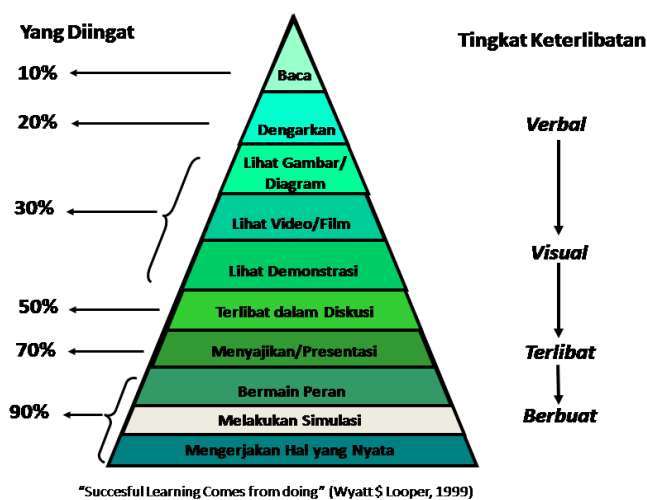 Yang Diingat
Tingkat Keterlibatan
10%
Baca
20%
Dengarkan
Verbal
Lihat Gambar/
Diagram
30%
Lihat Video/Film
Visual
Lihat Demonstrasi
50%
Terlibat dalam Diskusi
70%
Menyajikan/Presentasi
Terlibat
Bermain Peran
90%
Melakukan Simulasi
Berbuat
Mengerjakan Hal yang Nyata
“Succesful Learning Comes from doing” (Wyatt $ Looper, 1999)